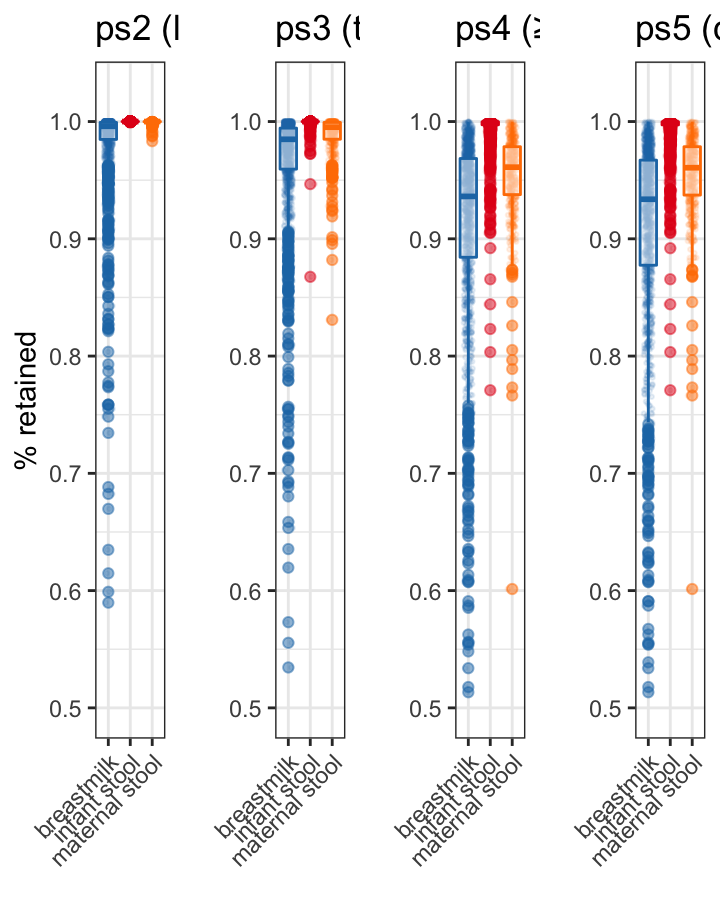 ps2 (l
ps3 (t
ps4 (≥
ps5 (
% retained
1.0
0.9
0.8
0.7
0.6
0.5
breastmilk
infant stool
maternal stool
1.0
0.9
0.8
0.7
0.6
0.5
breastmilk
infant stool
maternal stool
1.0
0.9
0.8
0.7
0.6
0.5
breastmilk
infant stool
maternal stool
1.0
0.9
0.8
0.7
0.6
0.5
breastmilk
infant stool
maternal stool